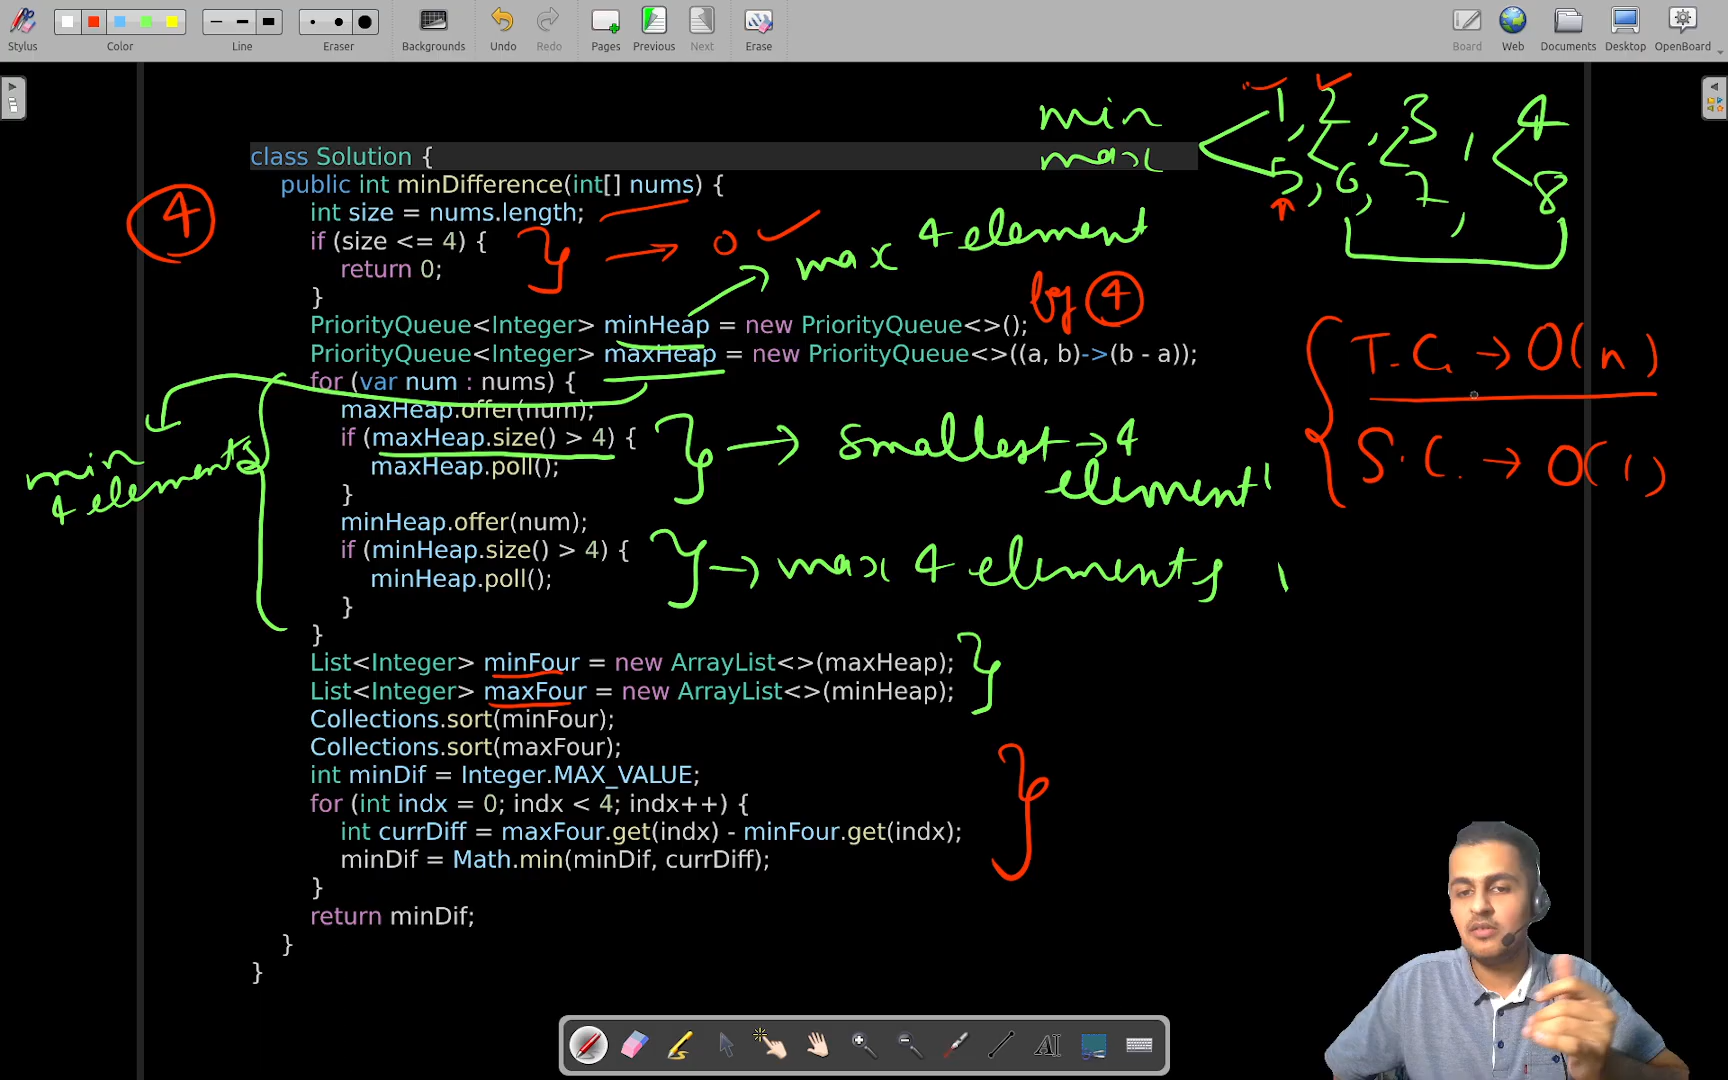 Stylus Color Line Eraser Backgrounds Undo Redo Pages Previous Next Erase Board Web Documents Desktop OpenBoard
min 1, 2, 3, 4
max 5, 6, 7, 8
class Solution {
public int minDifference(int[] nums) {
4
int size = nums.length;
if (size <= 4) { → 0
return 0;
}
max 4 element
by 4
PriorityQueue<Integer> minHeap = new PriorityQueue<>();
PriorityQueue<Integer> maxHeap = new PriorityQueue<>((a, b)->(b - a));
T.C. → O(n)
S.C. → O(1)
for (var num : nums) {
maxHeap.offer(num);
if (maxHeap.size() > 4) {
maxHeap.poll();
}
→ smallest → 4
element
min
4 elements
minHeap.offer(num);
if (minHeap.size() > 4) {
minHeap.poll();
}
→ max 4 elements
}
List<Integer> minFour = new ArrayList<>(maxHeap);
List<Integer> maxFour = new ArrayList<>(minHeap);
Collections.sort(minFour);
Collections.sort(maxFour);
int minDif = Integer.MAX_VALUE;
for (int indx = 0; indx < 4; indx++) {
int currDiff = maxFour.get(indx) - minFour.get(indx);
minDif = Math.min(minDif, currDiff);
}
return minDif;
}
}